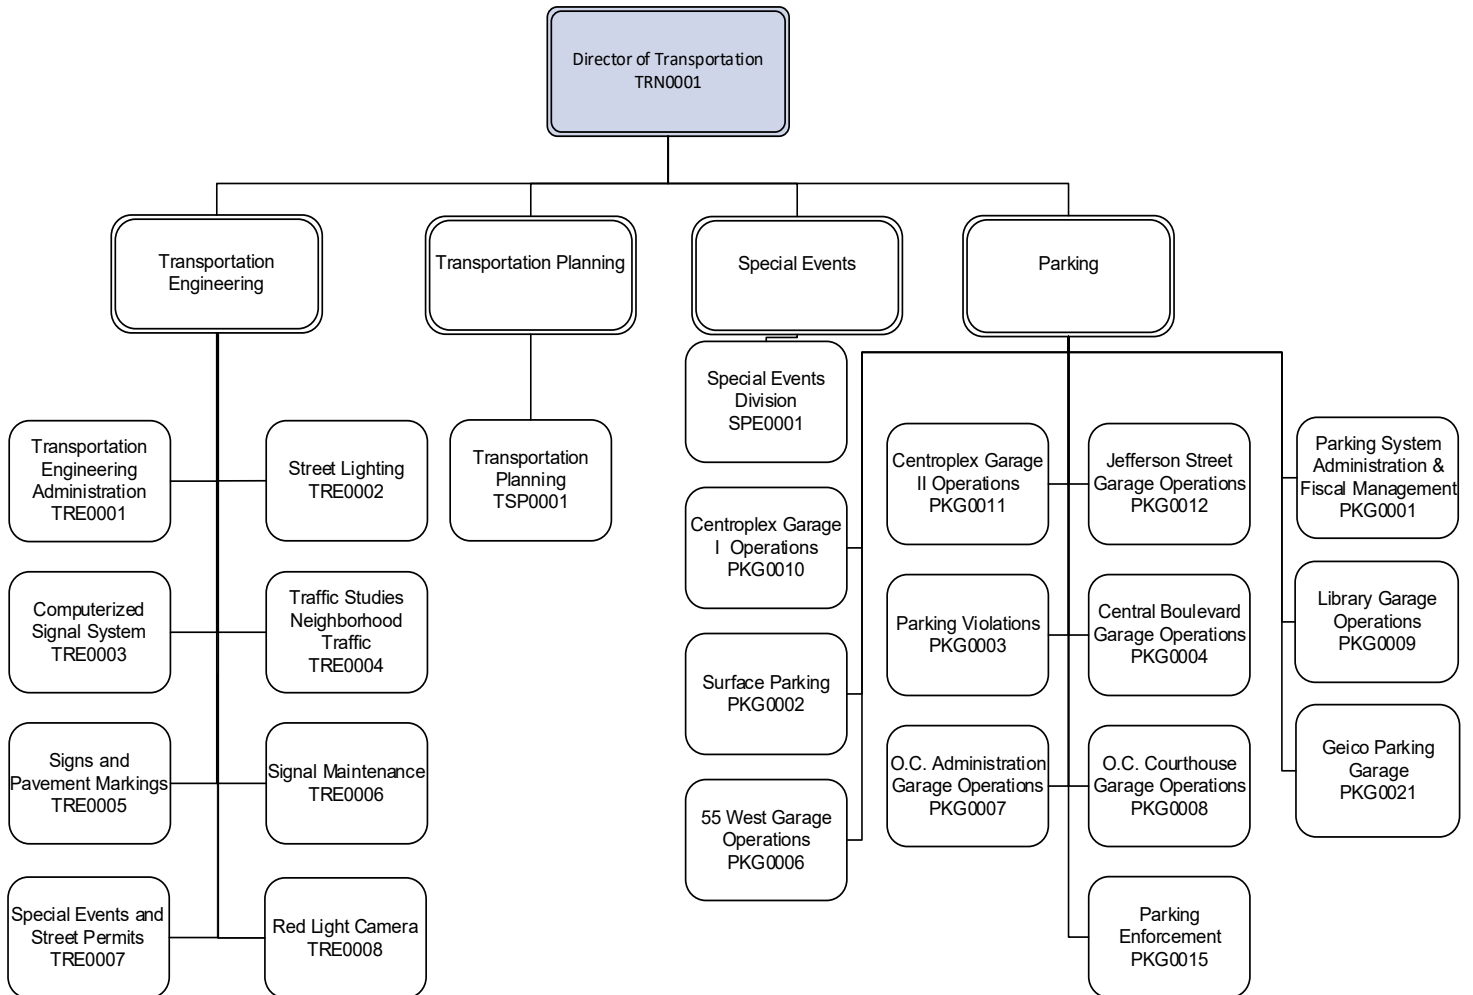 Director of Transportation
TRN0001
Transportation
Engineering
Transportation Planning
Special Events
Parking
Transportation
Engineering
Administration
TRE0001
Street Lighting
TRE0002
Computerized
Signal System
TRE0003
Traffic Studies
Neighborhood
Traffic
TRE0004
Signs and
Pavement Markings
TRE0005
Signal Maintenance
TRE0006
Special Events and
Street Permits
TRE0007
Red Light Camera
TRE0008
Transportation
Planning
TSP0001
Special Events
Division
SPE0001
Centroplex Garage
I Operations
PKG0010
Surface Parking
PKG0002
55 West Garage
Operations
PKG0006
Centroplex Garage
II Operations
PKG0011
Jefferson Street
Garage Operations
PKG0012
Parking Violations
PKG0003
Central Boulevard
Garage Operations
PKG0004
O.C. Administration
Garage Operations
PKG0007
O.C. Courthouse
Garage Operations
PKG0008
Parking
Enforcement
PKG0015
Parking System
Administration &
Fiscal Management
PKG0001
Library Garage
Operations
PKG0009
Geico Parking
Garage
PKG0021